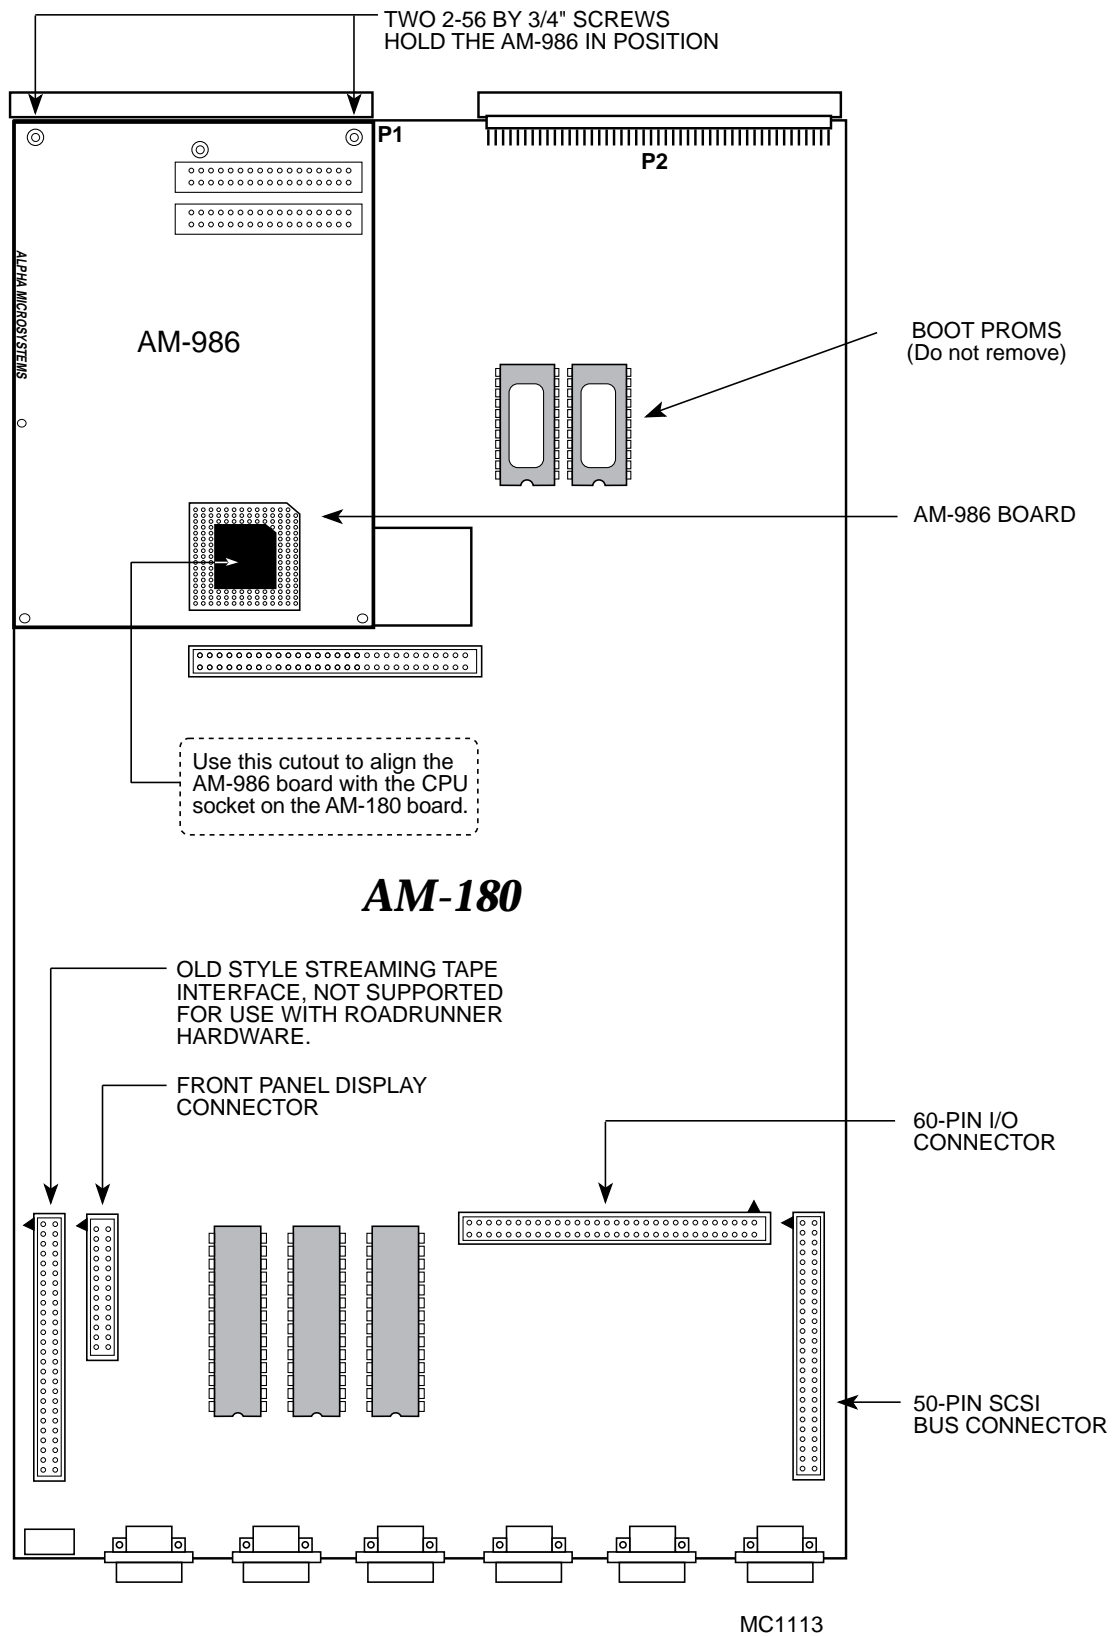 TWO 2-56 BY 3/4" SCREWS
HOLD THE AM-986 IN POSITION
P1
P2
ALPHA MICROSYSTEMS
AM-986
BOOT PROMS
(Do not remove)
AM-986 BOARD
Use this cutout to align the
AM-986 board with the CPU
socket on the AM-180 board.
AM-180
OLD STYLE STREAMING TAPE
INTERFACE, NOT SUPPORTED
FOR USE WITH ROADRUNNER
HARDWARE.
FRONT PANEL DISPLAY
CONNECTOR
60-PIN I/O
CONNECTOR
50-PIN SCSI
BUS CONNECTOR
MC1113